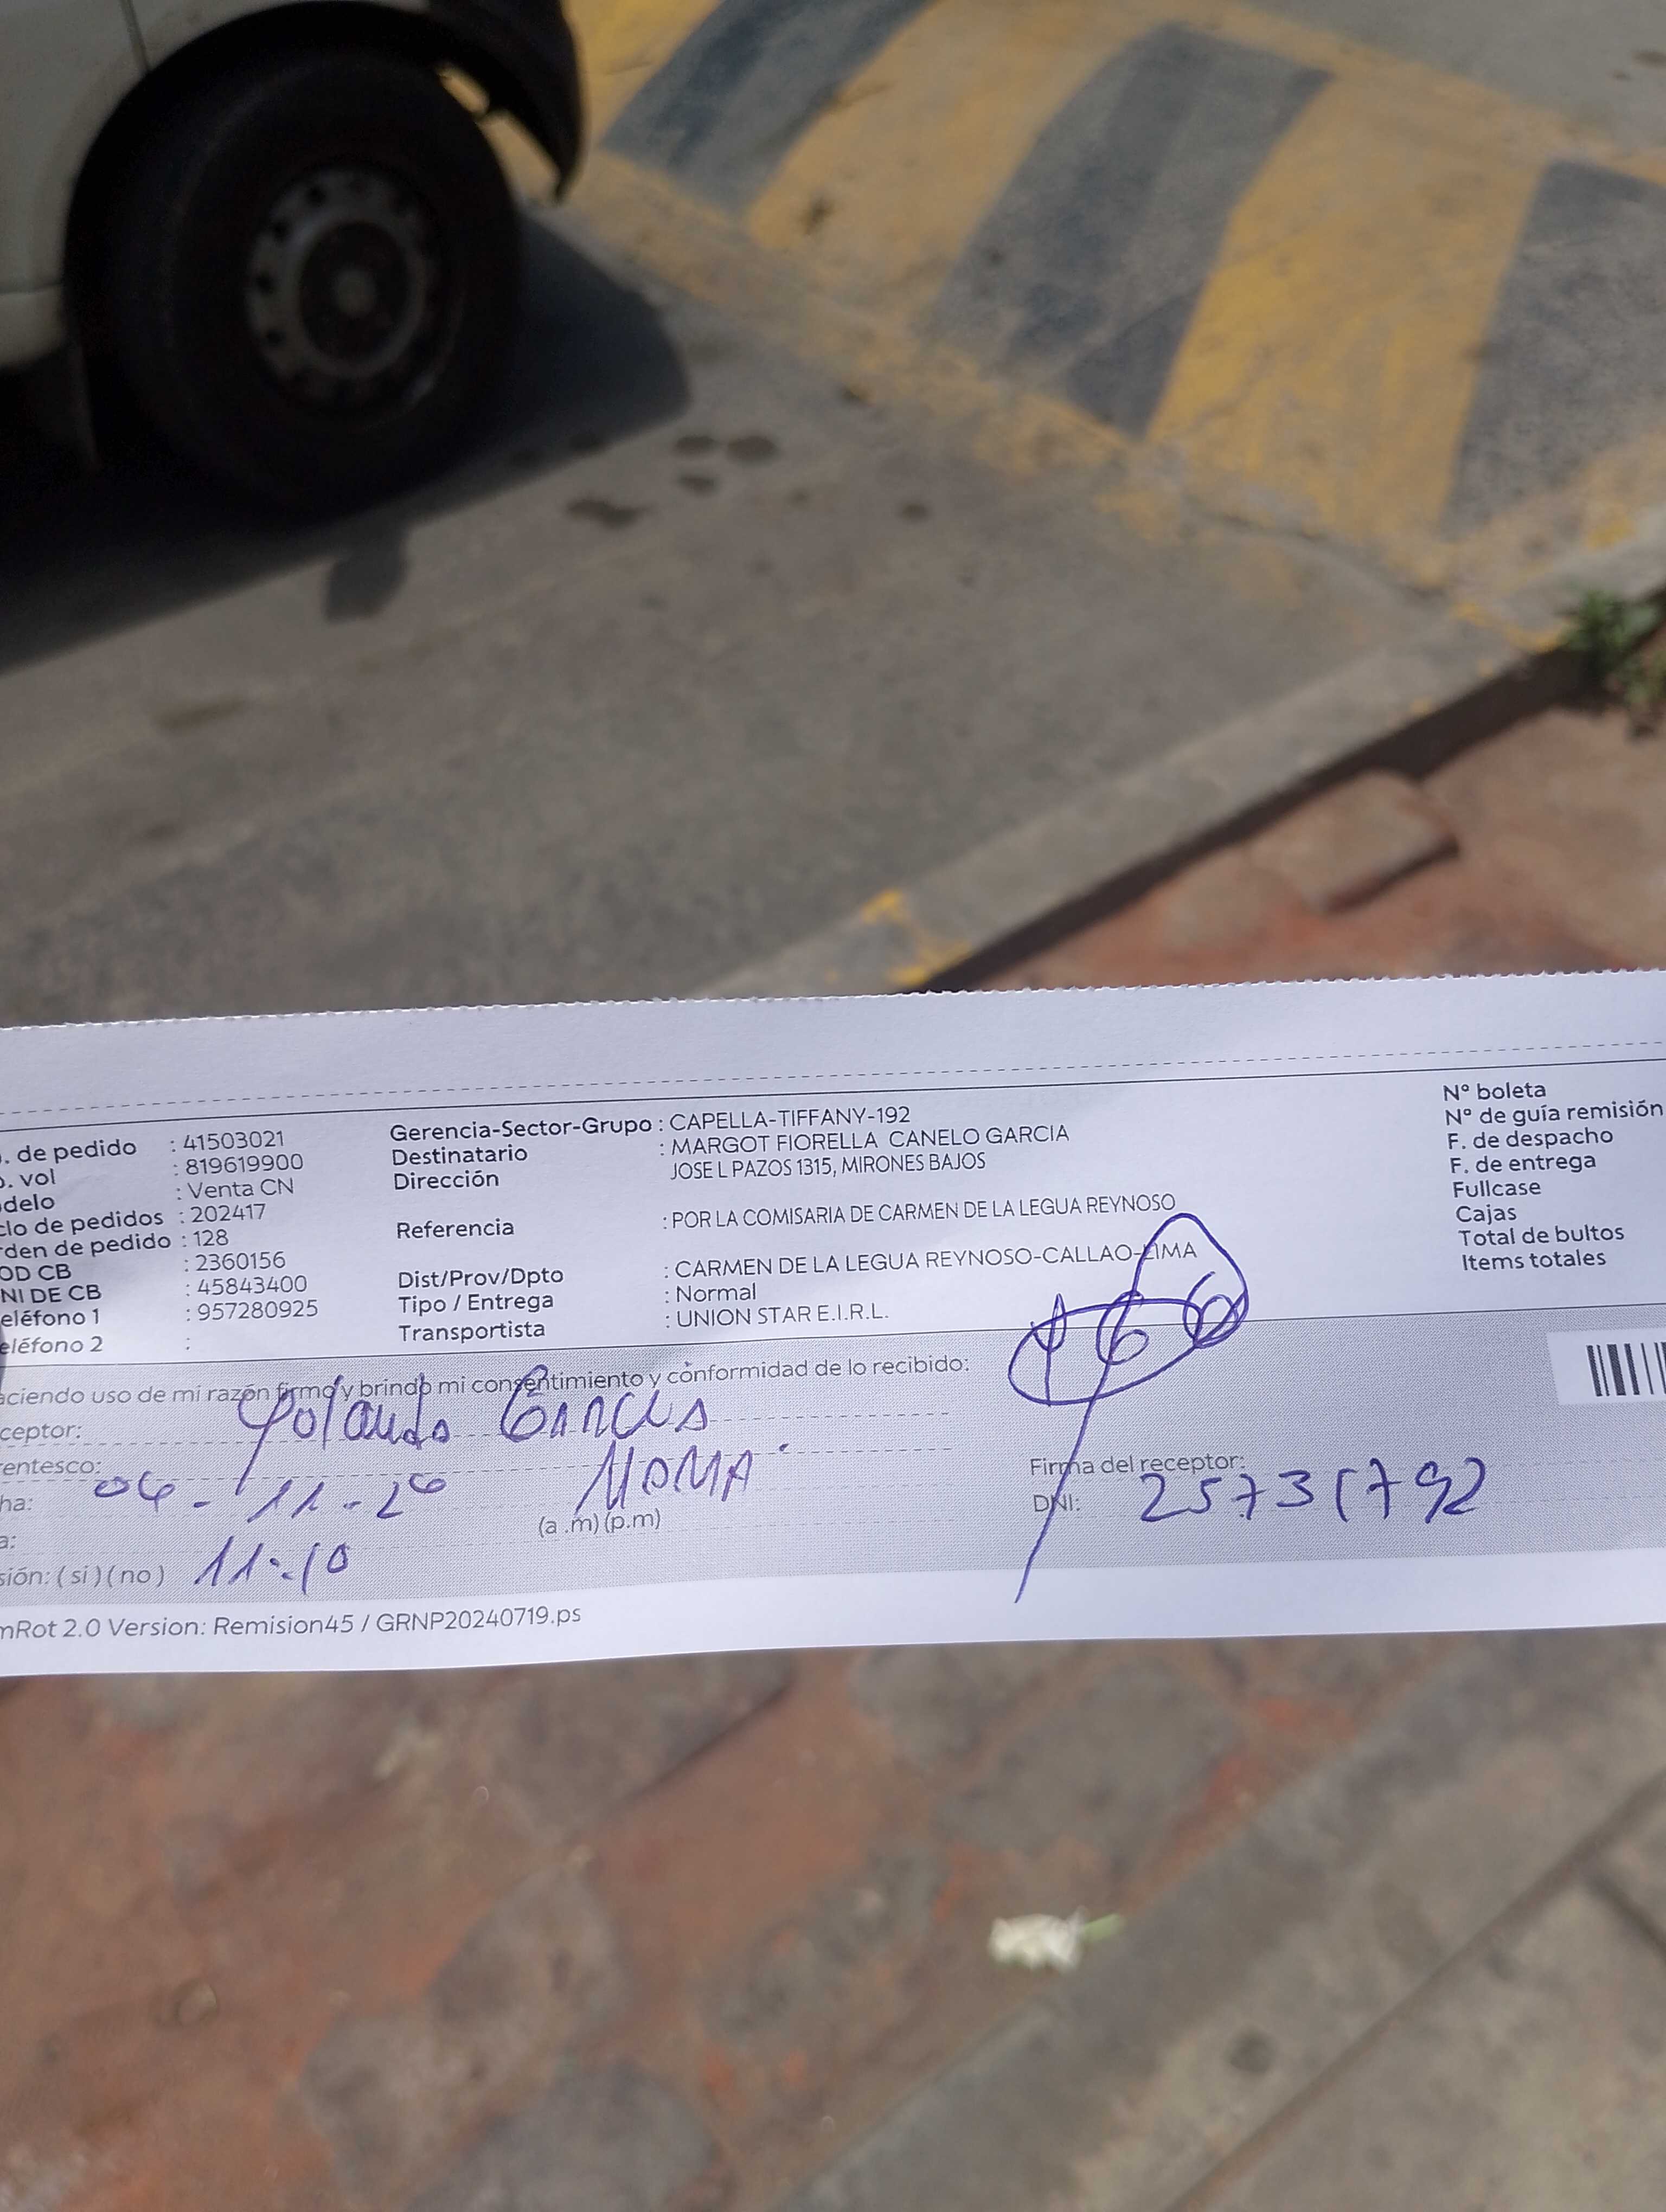 . de pedido : 41503021
. vol : 819619900
delo : Venta CN
clo de pedidos : 202417
rden de pedido : 128
OD CB : 2360156
NI DE CB : 45843400
eléfono 1 : 957280925
eléfono 2 :
Gerencia-Sector-Grupo : CAPELLA-TIFFANY-192
Destinatario : MARGOT FIORELLA CANELO GARCIA
Dirección JOSE L PAZOS 1315, MIRONES BAJOS
Referencia : POR LA COMISARIA DE CARMEN DE LA LEGUA REYNOSO
Dist/Prov/Dpto : CARMEN DE LA LEGUA REYNOSO-CALLAO-LIMA
Tipo / Entrega : Normal
Transportista : UNION STAR E.I.R.L.
Nº boleta
Nº de guía remisión
F. de despacho
F. de entrega
Fullcase
Cajas
Total de bultos
Items totales
aciendo uso de mi razón firmo y brindo mi consentimiento y conformidad de lo recibido:
ceptor: Yolanda Garcia
entesco: MAMA
ha: 04-11-20
(a .m) (p.m)
a:
sión: ( si ) ( no ) 11:10
Firma del receptor:
DNI: 25731792
mRot 2.0 Version: Remision45 / GRNP20240719.ps